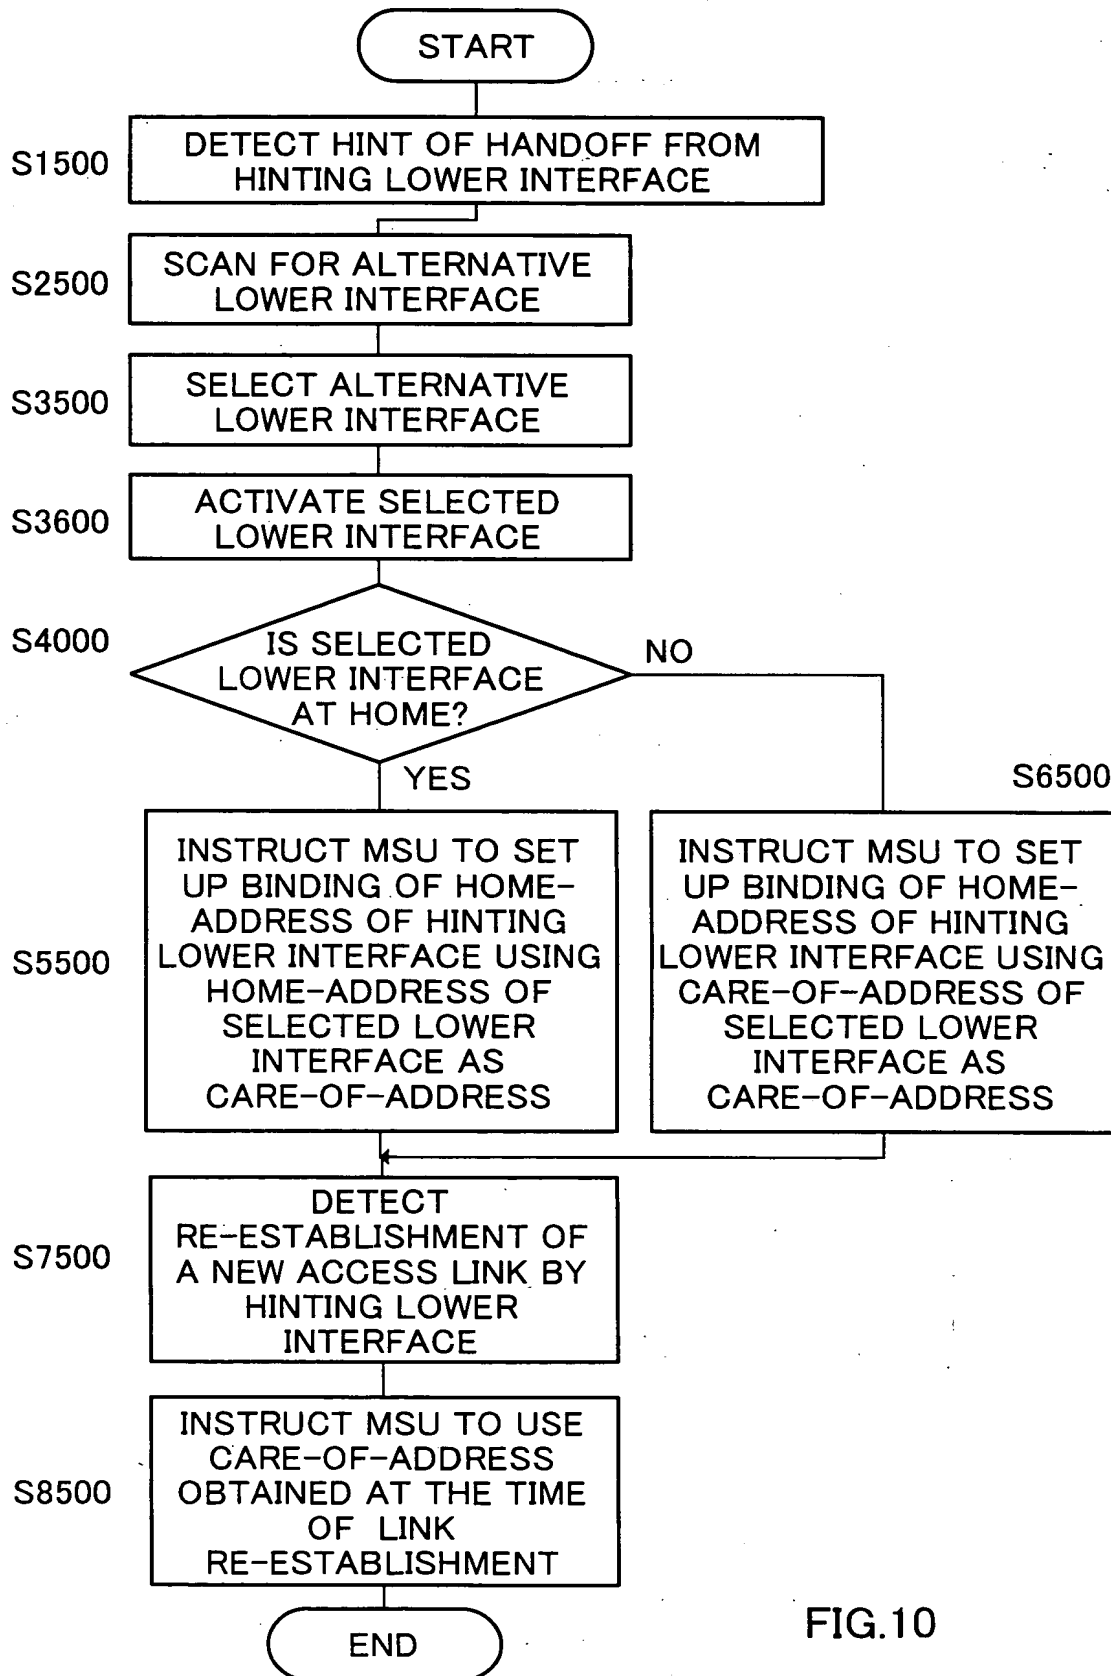 START
S1500
DETECT HINT OF HANDOFF FROM
HINTING LOWER INTERFACE
S2500
SCAN FOR ALTERNATIVE
LOWER INTERFACE
S3500
SELECT ALTERNATIVE
LOWER INTERFACE
S3600
ACTIVATE SELECTED
LOWER INTERFACE
S4000
IS SELECTED
LOWER INTERFACE
AT HOME?
NO
YES
S5500
INSTRUCT MSU TO SET
UP BINDING OF HOME-
ADDRESS OF HINTING
LOWER INTERFACE USING
HOME-ADDRESS OF
SELECTED LOWER
INTERFACE AS
CARE-OF-ADDRESS
S6500
INSTRUCT MSU TO SET
UP BINDING OF HOME-
ADDRESS OF HINTING
LOWER INTERFACE USING
CARE-OF-ADDRESS OF
SELECTED LOWER
INTERFACE AS
CARE-OF-ADDRESS
S7500
DETECT
RE-ESTABLISHMENT OF
A NEW ACCESS LINK BY
HINTING LOWER
INTERFACE
S8500
INSTRUCT MSU TO USE
CARE-OF-ADDRESS
OBTAINED AT THE TIME
OF LINK
RE-ESTABLISHMENT
END
FIG.10